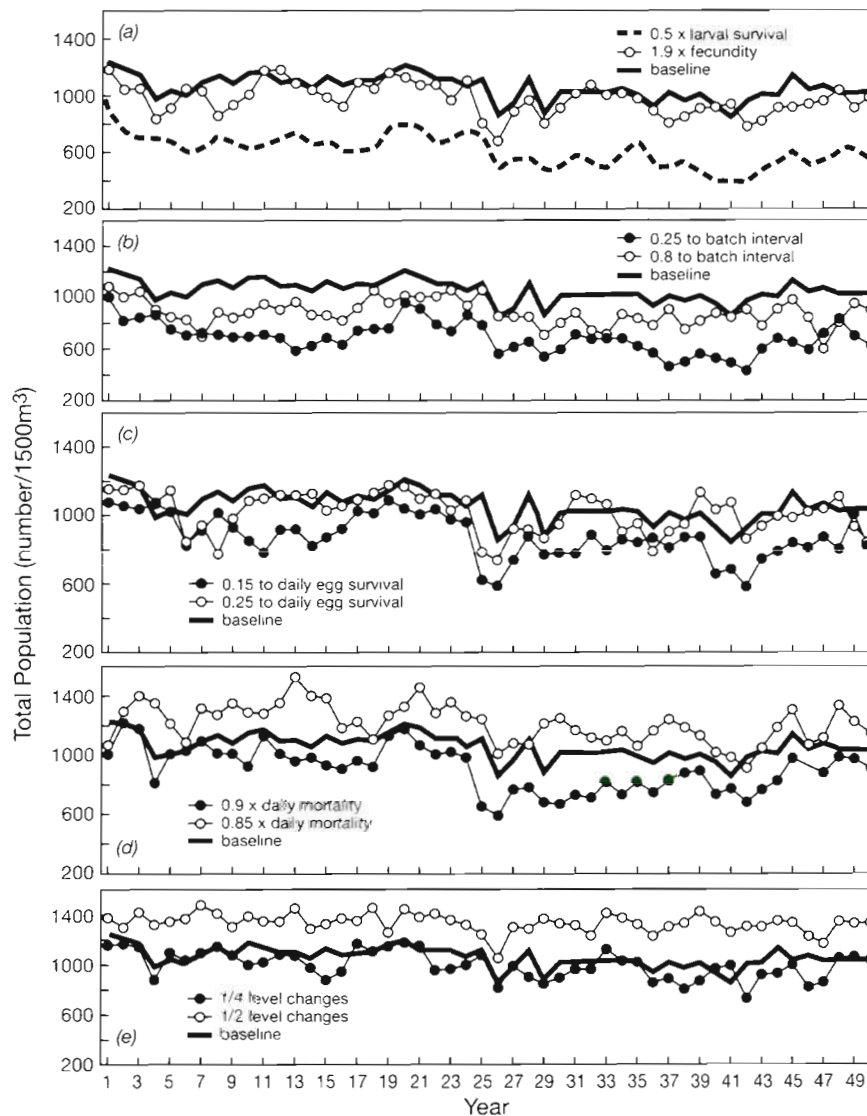 (a)
0.5 x larval survival
1.9 x fecundity
baseline
1400
1000
600
200
(b)
0.25 to batch interval
0.8 to batch interval
baseline
1400
1000
600
200
(c)
0.15 to daily egg survival
0.25 to daily egg survival
baseline
1400
1000
600
200
0.9 x daily mortality
0.85 x daily mortality
baseline
(d)
1400
1000
600
200
1/4 level changes
1/2 level changes
baseline
(e)
1400
1000
600
200
1 3 5 7 9 11 13 15 17 19 21 23 25 27 29 31 33 35 37 39 41 43 45 47 49
Year
Total Population (number/1500m³)